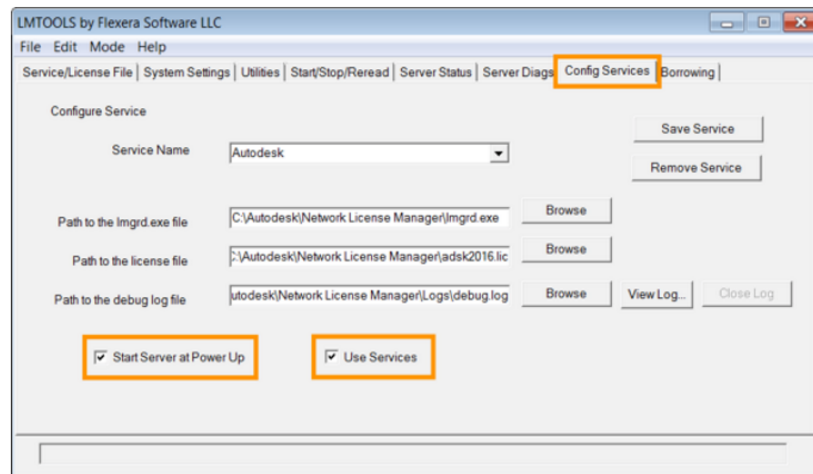 LMTOOLS by Flexera Software LLC
File Edit Mode Help
Service/License File System Settings Utilities Start/Stop/Reread Server Status Server Diags Config Services Borrowing
Configure Service
Save Service
Service Name Autodesk
Remove Service
Path to the lmgrd.exe file C:\Autodesk\Network License Manager\lmgrd.exe Browse
Path to the license file C:\Autodesk\Network License Manager\adsk2016.lic Browse
Path to the debug log file utodesk\Network License Manager\Logs\debug.log Browse View Log... Close Log
Start Server at Power Up Use Services